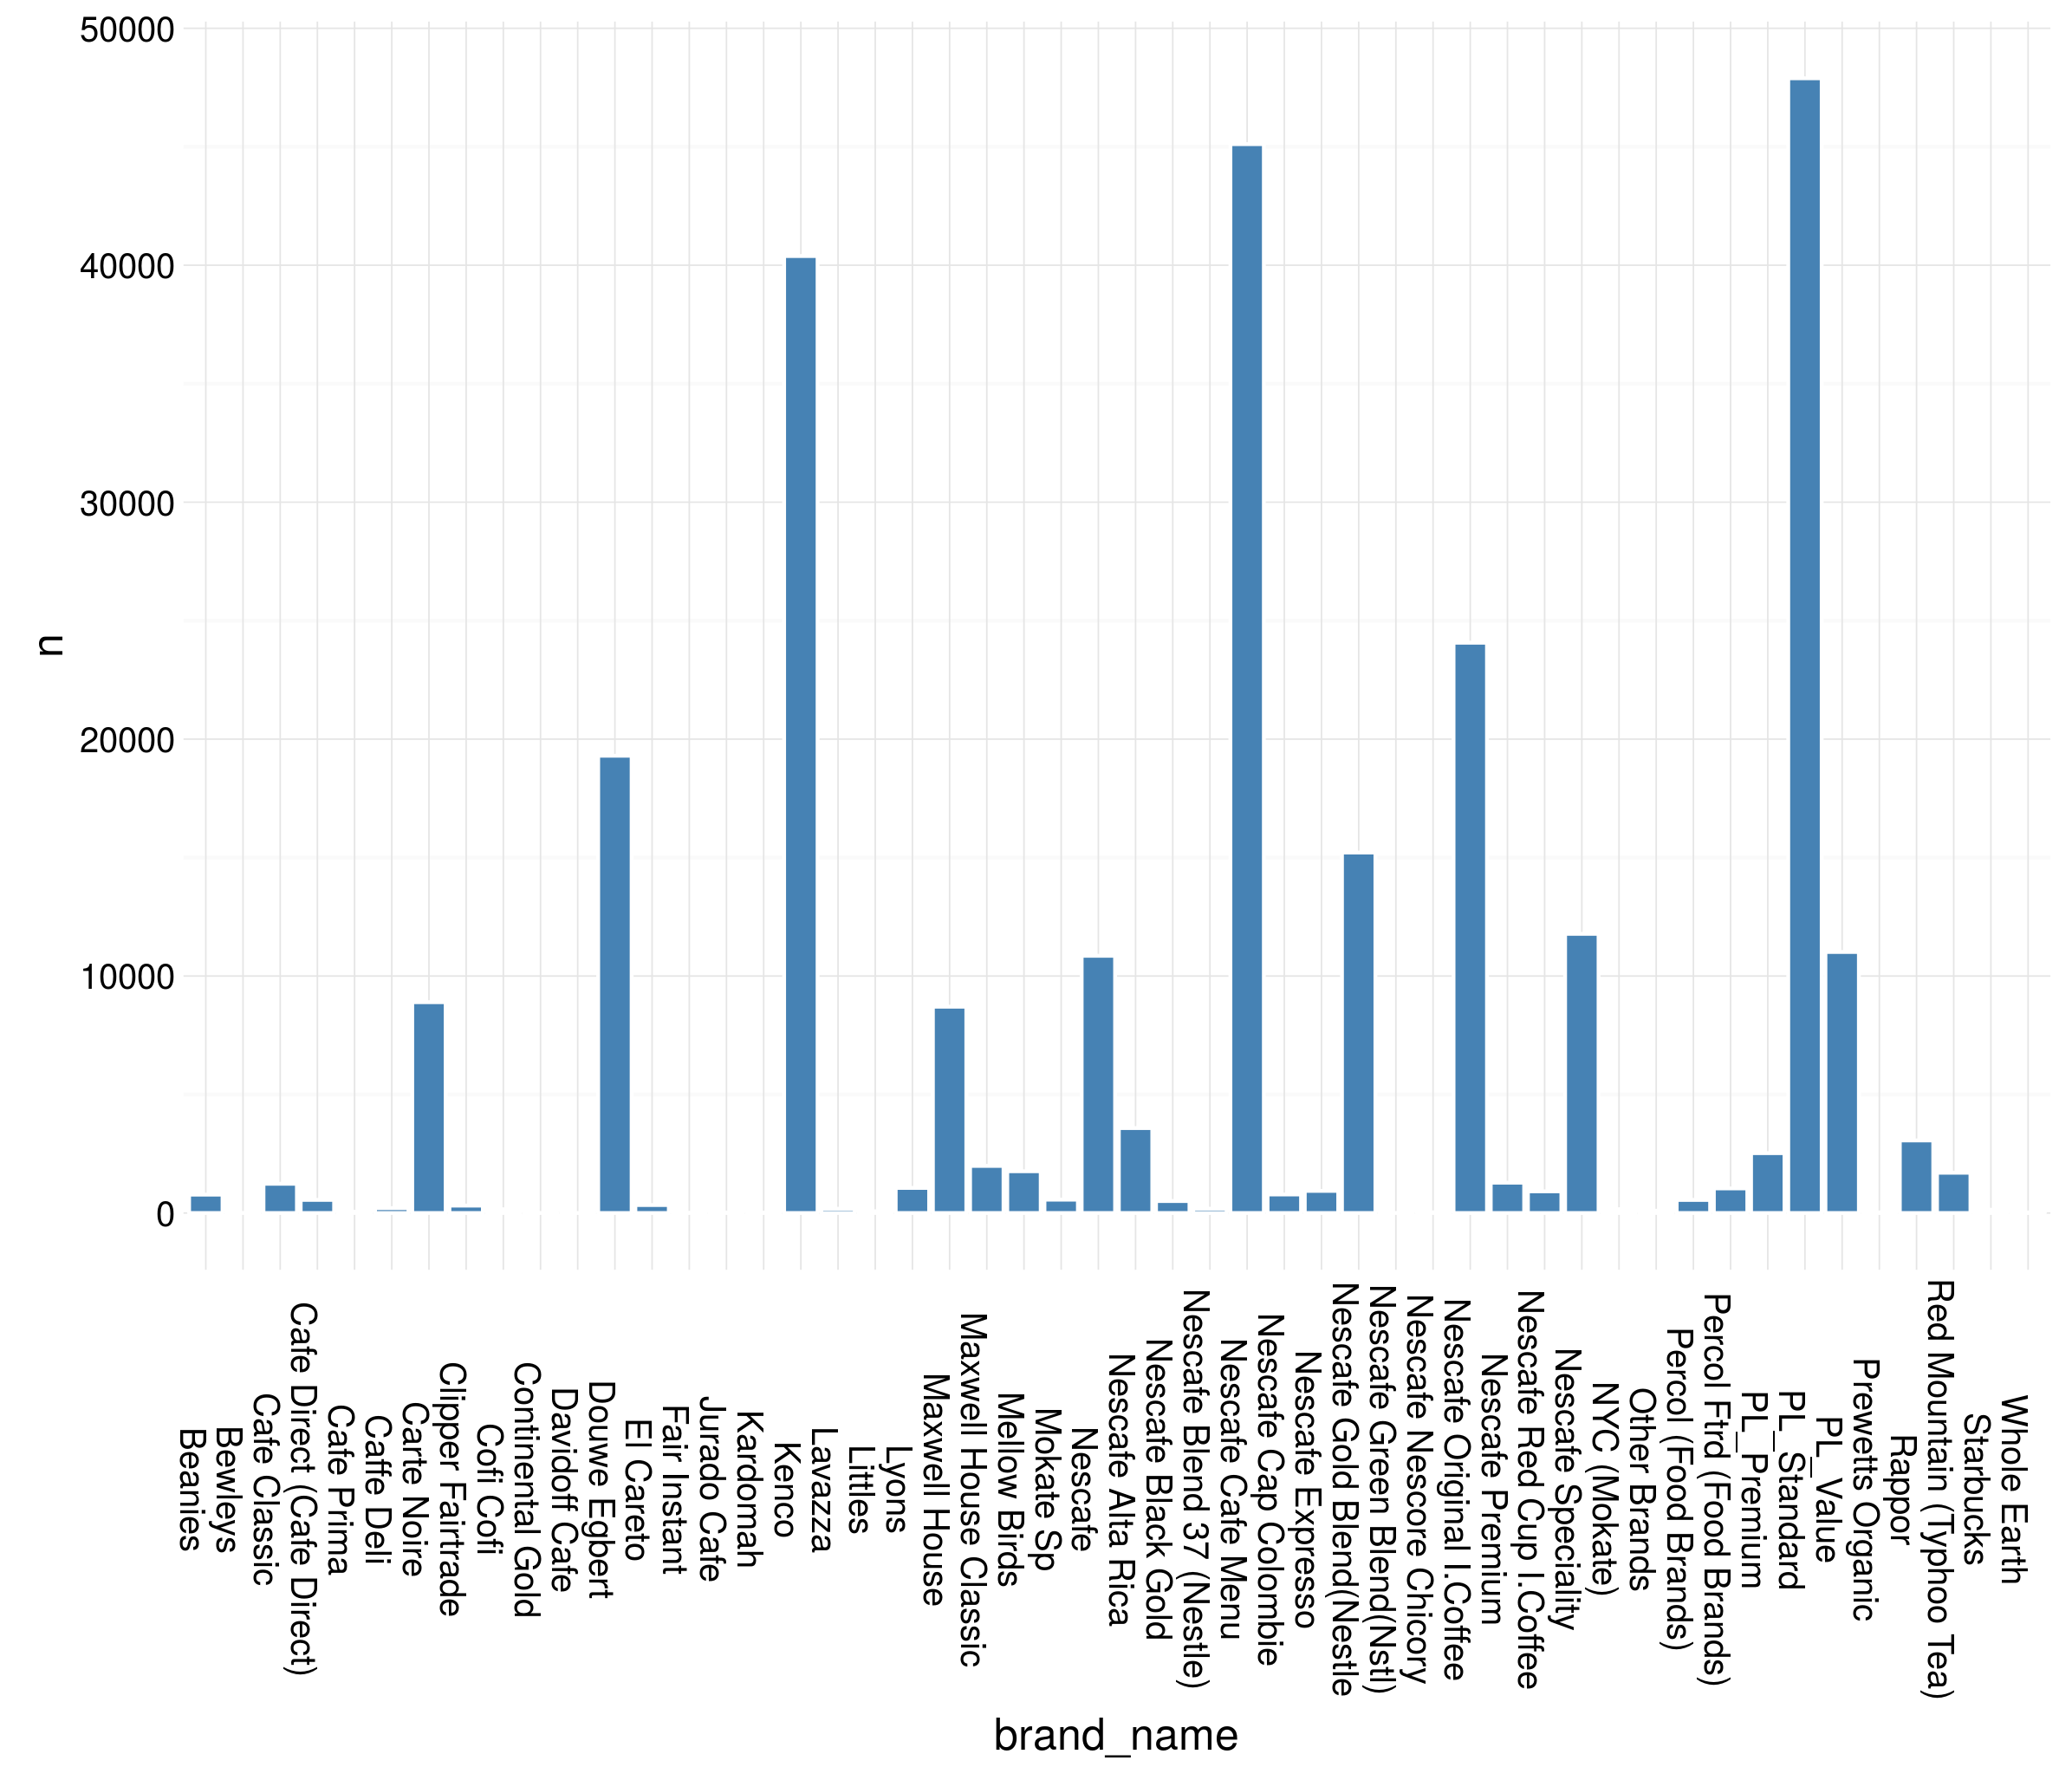 50000
40000
30000
20000
10000
0
n
Beanies
Bewleys
Cafe Classic
Cafe Direct (Cafe Direct)
Cafe Prima
Caffe Deli
Carte Noire
Clipper Fairtrade
Cofi Cofi
Continental Gold
Davidoff Cafe
Douwe Egbert
El Careto
Fair Instant
Jurado Cafe
Kardomah
Kenco
Lavazza
Littles
Lyons
Maxwell House
Maxwell House Classic
Mellow Birds
Mokate Sp
Nescafe
Nescafe Alta Rica
Nescafe Black Gold
Nescafe Blend 37 (Nestle)
Nescafe Cafe Menu
Nescafe Cap Colombie
Nescafe Expresso
Nescafe Gold Blend(Nestle
Nescafe Green Blend(Nstl)
Nescafe Nescore Chicory
Nescafe Original I.Coffee
Nescafe Premium
Nescafe Red Cup I.Coffee
Nescafe Speciality
NYC (Mokate)
Other Brands
Percol (Food Brands)
Percol Ftrd (Food Brands)
PL_Premium
PL_Standard
PL_Value
Prewetts Organic
Rappor
Red Mountain (Typhoo Tea)
Starbucks
Whole Earth
brand_name